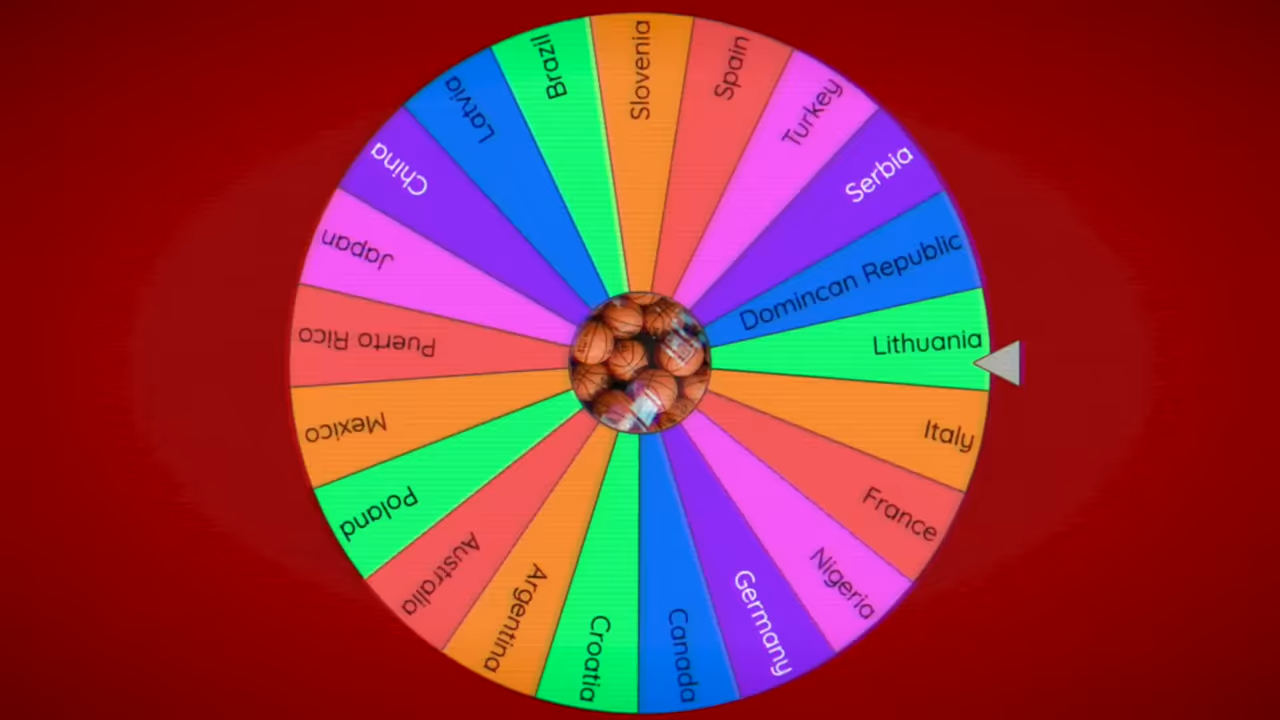 Slovenia
Spain
Turkey
Serbia
Domincan Republic
Lithuania
Italy
France
Nigeria
Germany
Canada
Croatia
Argentina
Australia
Poland
Mexico
Puerto Rico
Japan
China
Latvia
Brazil